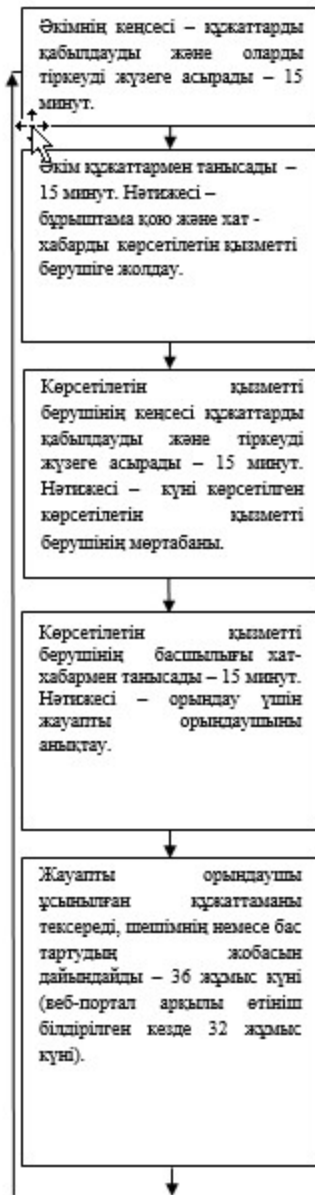 Әкімнің кеңсесі – құжаттарды
қабылдауды және оларды
тіркеуді жүзеге асырады – 15
минут.
Әкім құжаттармен танысады –
15 минут. Нәтижесі –
бұрыштама қою және хат -
хабарды көрсетілетін қызметті
берушіге жолдау.
Көрсетілетін қызметті
берушінің кеңсесі құжаттарды
қабылдауды және тіркеуді
жүзеге асырады – 15 минут.
Нәтижесі – күні көрсетілген
көрсетілетін қызметті
берушінің мөртабаны.
Көрсетілетін қызметті
берушінің басшылығы хат-
хабармен танысады – 15 минут.
Нәтижесі – орындау үшін
жауапты орындаушыны
анықтау.
Жауапты орындаушы
ұсынылған құжаттаманы
тексереді, шешімнің немесе бас
тартудың жобасын
дайындайды – 36 жұмыс күні
(веб-портал арқылы өтініш
білдірілген кезде 32 жұмыс
күні).